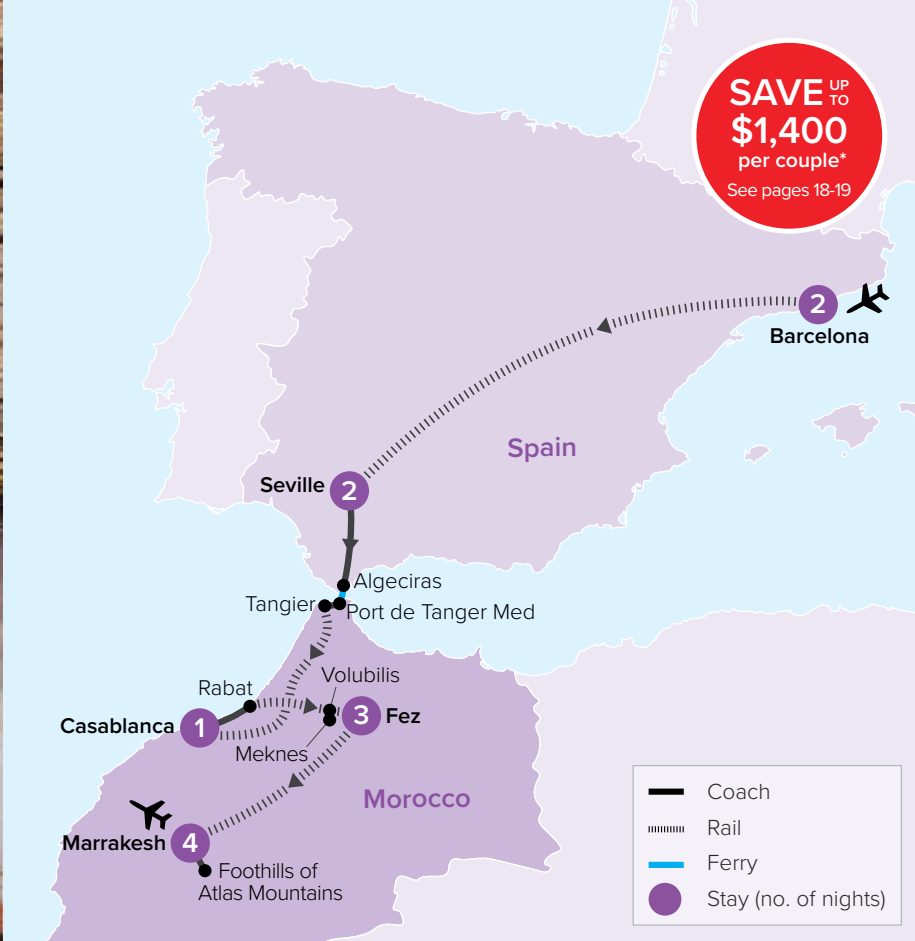 SAVE UP TO
$1,400
per couple*
See pages 18-19
2
Barcelona
Spain
Seville
2
Algeciras
Tangier
Port de Tanger Med
Volubilis
Rabat
Casablanca
1
3
Fez
Meknes
Morocco
Marrakesh
4
Foothills of
Atlas Mountains
Coach
Rail
Ferry
Stay (no. of nights)